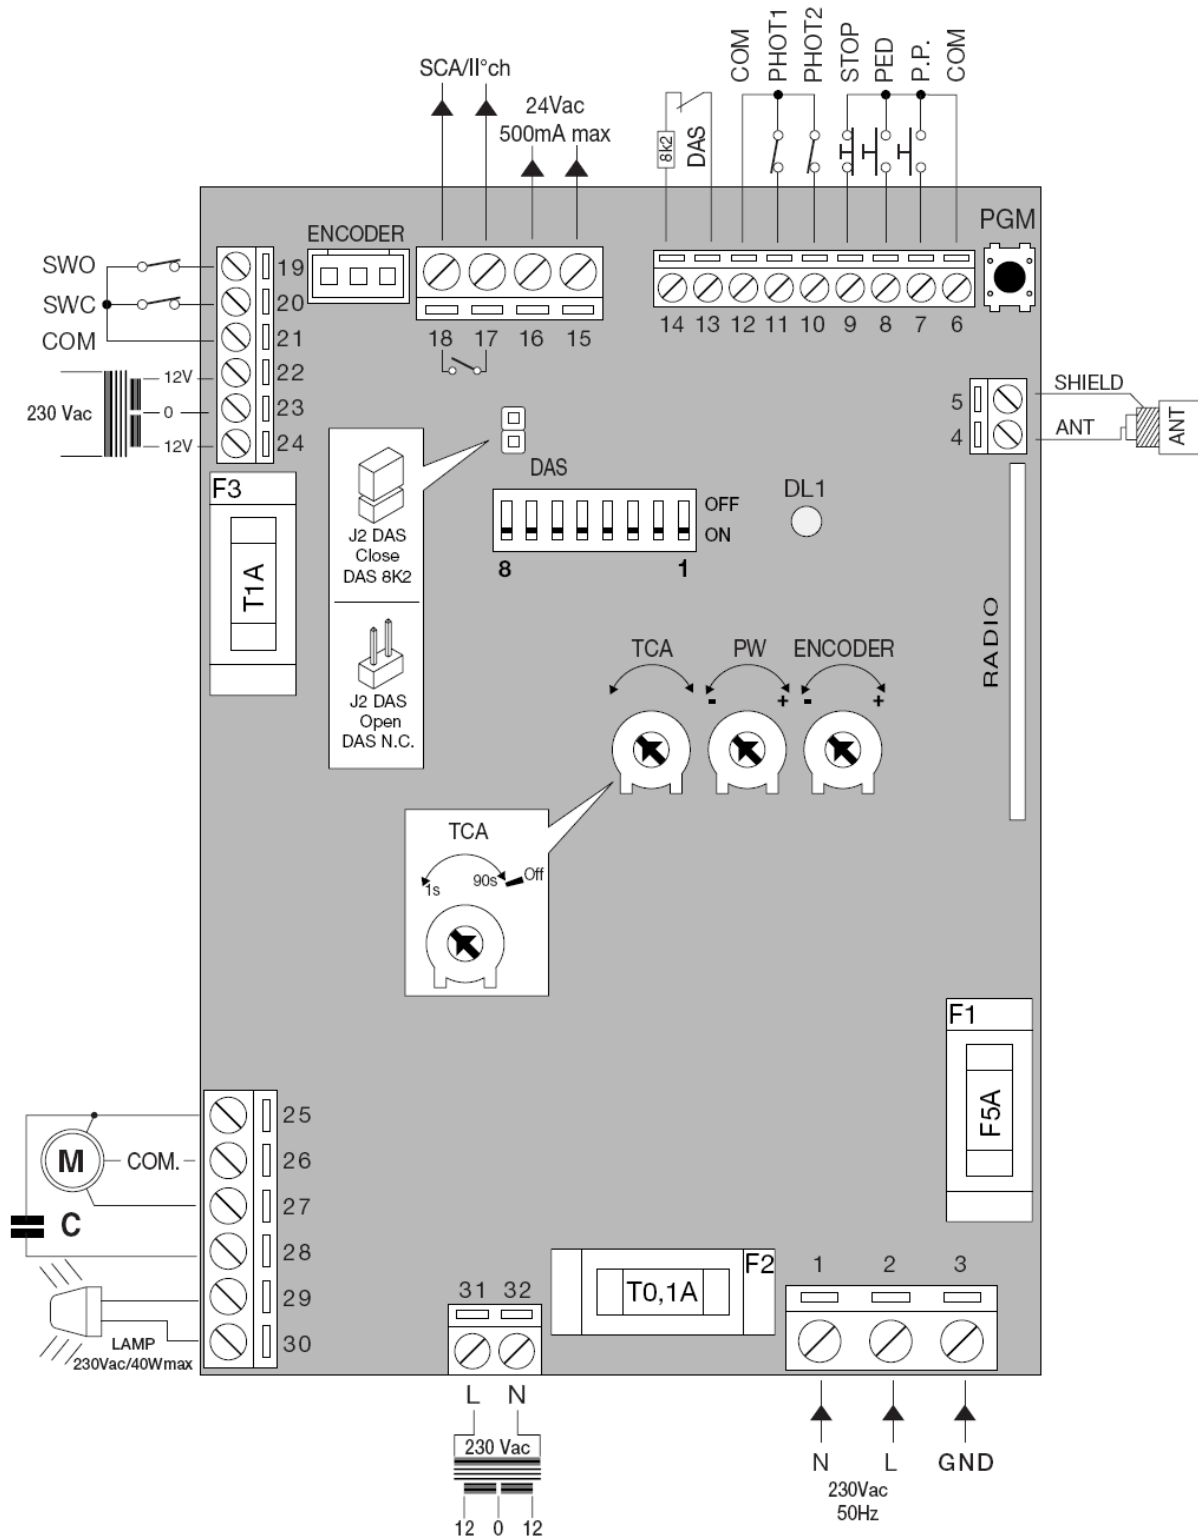 COM
PHOT1
PHOT2
STOP
PED
P.P.
COM
SCA/II°ch
24Vac
500mA max
8k2
DAS
PGM
ENCODER
SWO
SWC
COM
19
20
21
22
23
24
18 17 16 15
14 13 12 11 10 9 8 7 6
230 Vac
12V
0
12V
5
4
SHIELD
ANT
ANT
F3
T1A
J2 DAS
Close
DAS 8K2
J2 DAS
Open
DAS N.C.
DAS
OFF
ON
8 1
DL1
RADIO
TCA
PW
- +
ENCODER
- +
TCA
1s
90s
Off
F1
F5A
25
26
27
28
29
30
M
COM.
C
LAMP
230Vac/40Wmax
31 32
F2
T0,1A
1 2 3
L N
230 Vac
12 0 12
N L GND
230Vac
50Hz